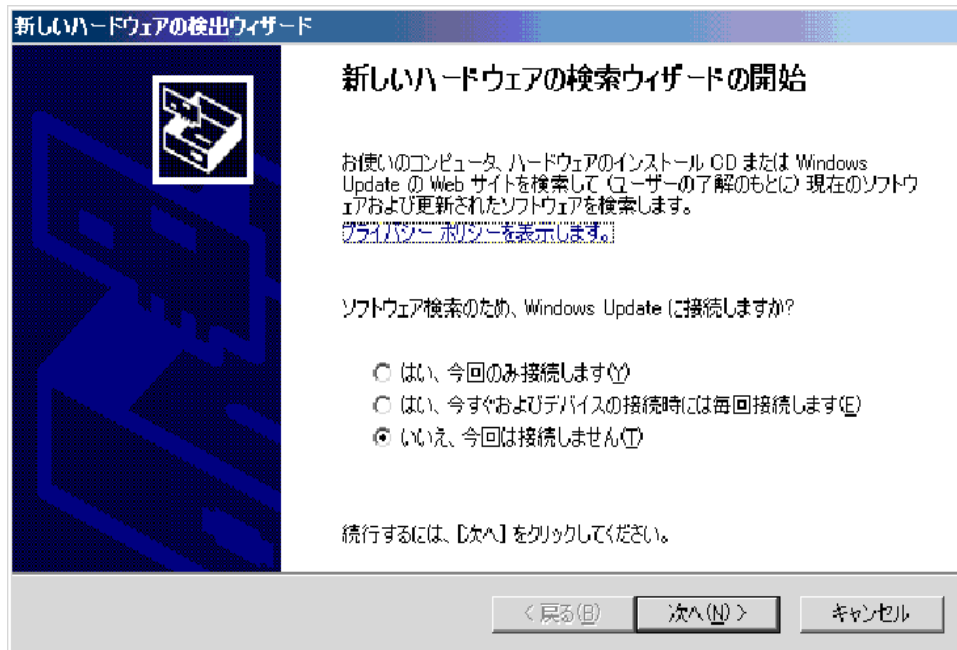 新しいハードウェアの検出ウィザード
新しいハードウェアの検索ウィザードの開始
お使いのコンピュータ、ハードウェアのインストール CD または Windows
Update の Web サイトを検索して (ユーザーの了解のもとに) 現在のソフトウ
ェアおよび更新されたソフトウェアを検索します。
プライバシー ポリシーを表示します。
ソフトウェア検索のため、Windows Update に接続しますか?
はい、今回のみ接続します(Y)
はい、今すぐおよびデバイスの接続時には毎回接続します(E)
いいえ、今回は接続しません(T)
続行するには、[次へ] をクリックしてください。
< 戻る(B)
次へ(N) >
キャンセル